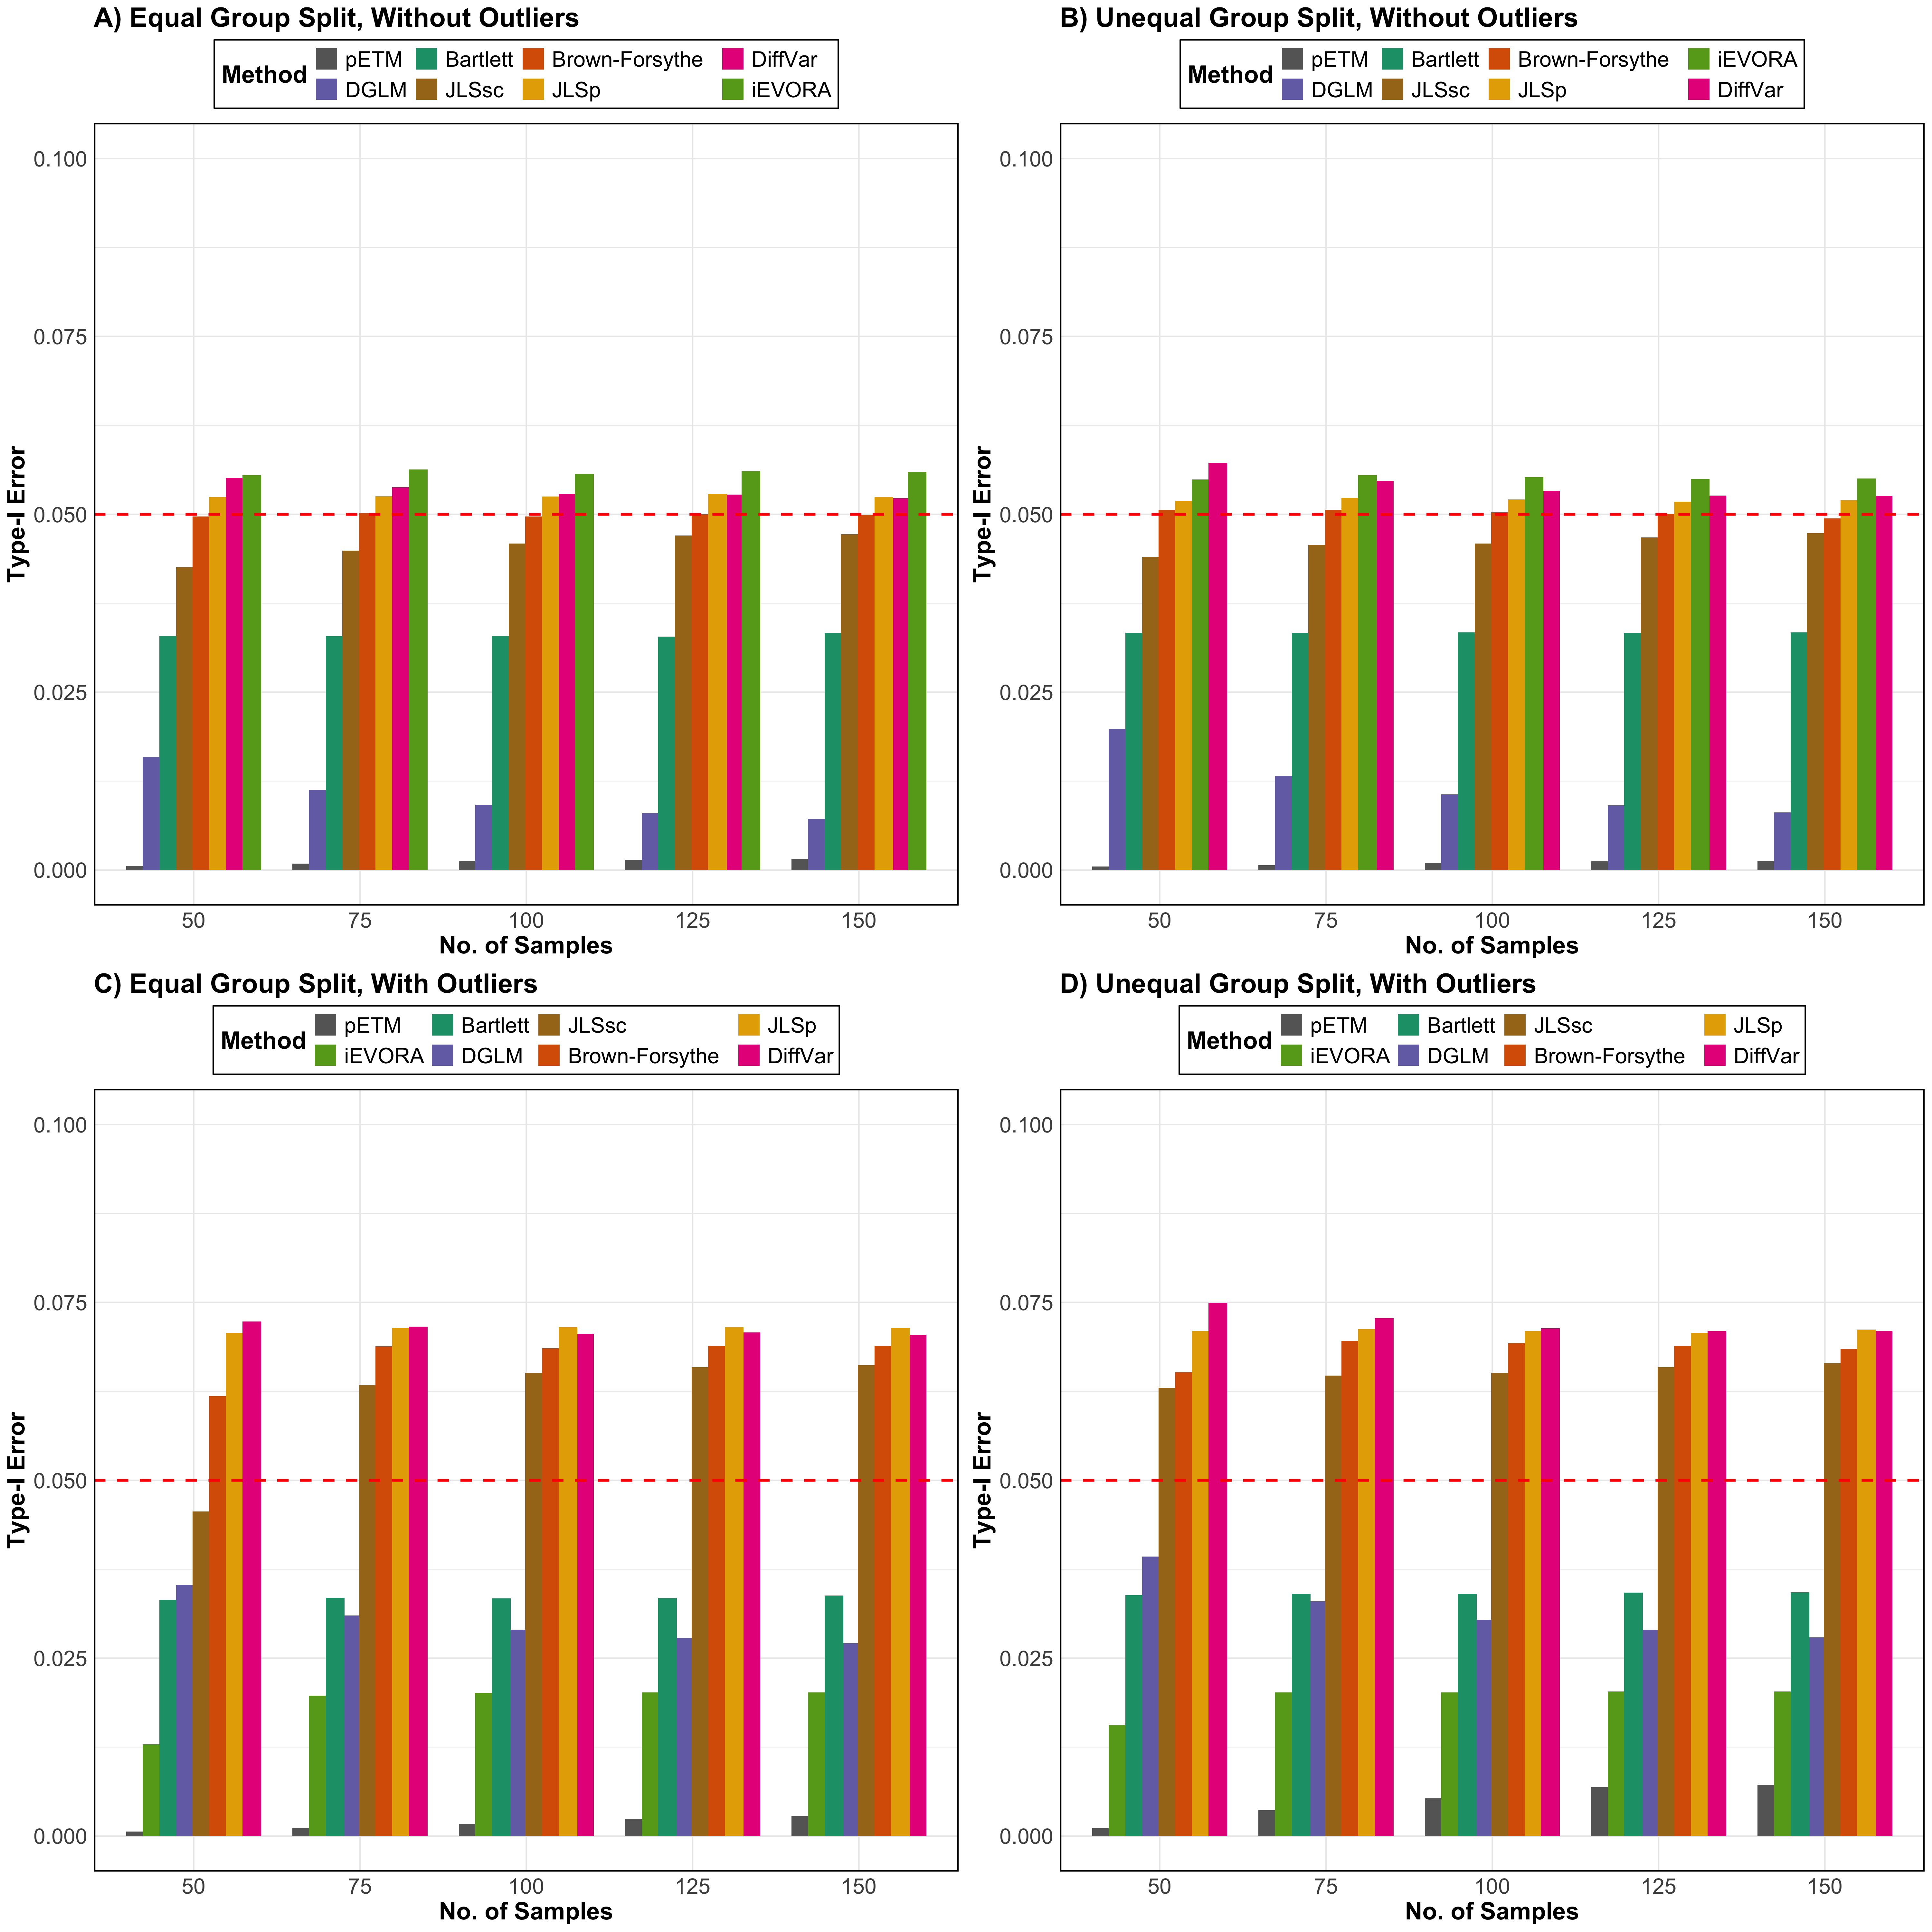 A) Equal Group Split, Without Outliers
Method pETM Bartlett Brown-Forsythe DiffVar
DGLM JLSsc JLSp iEVORA
0.100
0.075
0.050
0.025
0.000
Type-I Error
50 75 100 125 150
No. of Samples
B) Unequal Group Split, Without Outliers
Method pETM Bartlett Brown-Forsythe iEVORA
DGLM JLSsc JLSp DiffVar
0.100
0.075
0.050
0.025
0.000
Type-I Error
50 75 100 125 150
No. of Samples
C) Equal Group Split, With Outliers
Method pETM Bartlett JLSsc JLSp
iEVORA DGLM Brown-Forsythe DiffVar
0.100
0.075
0.050
0.025
0.000
Type-I Error
50 75 100 125 150
No. of Samples
D) Unequal Group Split, With Outliers
Method pETM Bartlett JLSsc JLSp
iEVORA DGLM Brown-Forsythe DiffVar
0.100
0.075
0.050
0.025
0.000
Type-I Error
50 75 100 125 150
No. of Samples